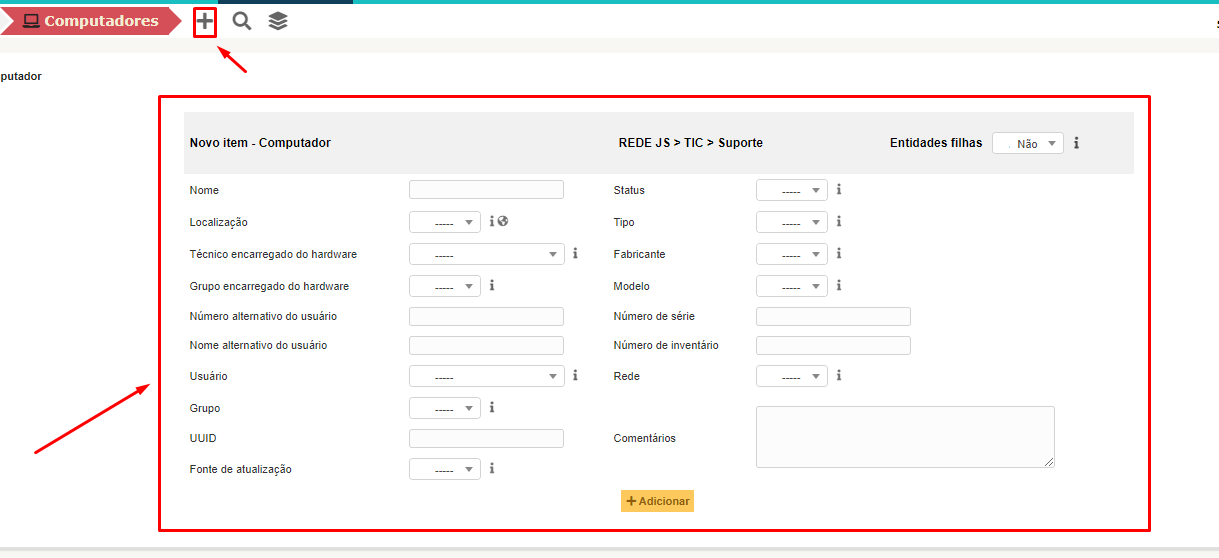 Computadores
putador
Novo item - Computador REDE JS > TIC > Suporte Entidades filhas Não
Nome Status -----
Localização ----- Tipo -----
Técnico encarregado do hardware ----- Fabricante -----
Grupo encarregado do hardware ----- Modelo -----
Número alternativo do usuário Número de série
Nome alternativo do usuário Número de inventário
Usuário ----- Rede -----
Grupo -----
UUID Comentários
Fonte de atualização -----
+ Adicionar